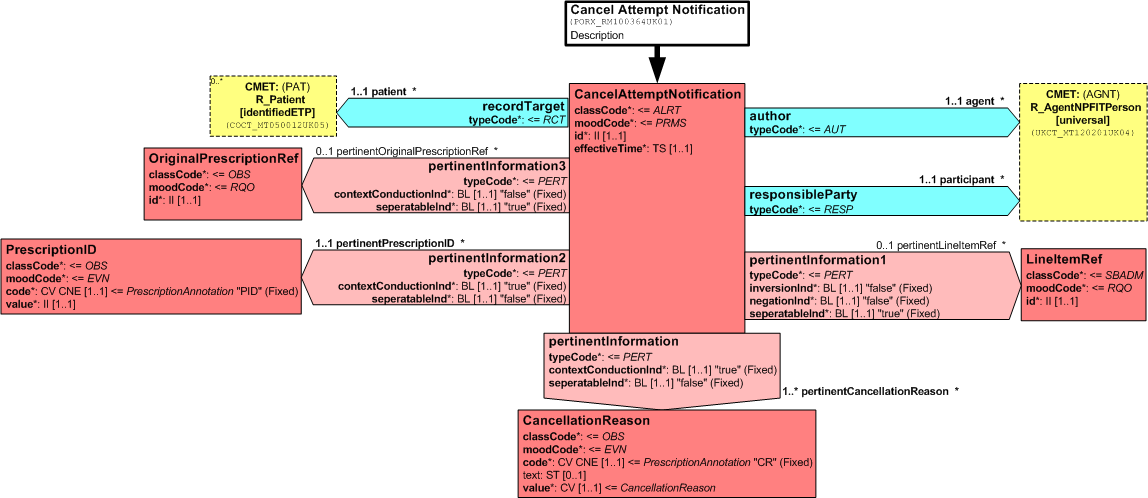 Cancel Attempt Notification
(PORX_RM100364UK01)
Description
0..*
CMET: (PAT)
R_Patient
[identifiedETP]
(COCT_MT050012UK05)
1..1 patient *
recordTarget
typeCode*: <= RCT
CancelAttemptNotification
classCode*: <= ALRT
moodCode*: <= PRMS
id*: II [1..1]
effectiveTime*: TS [1..1]
1..1 agent *
author
typeCode*: <= AUT
CMET: (AGNT)
R_AgentNPFITPerson
[universal]
(UKCT_MT120201UK04)
OriginalPrescriptionRef
classCode*: <= OBS
moodCode*: <= RQO
id*: II [1..1]
0..1 pertinentOriginalPrescriptionRef *
pertinentInformation3
typeCode*: <= PERT
contextConductionInd*: BL [1..1] "false" (Fixed)
seperatableInd*: BL [1..1] "true" (Fixed)
1..1 participant *
responsibleParty
typeCode*: <= RESP
PrescriptionID
classCode*: <= OBS
moodCode*: <= EVN
code*: CV CNE [1..1] <= PrescriptionAnnotation "PID" (Fixed)
value*: II [1..1]
1..1 pertinentPrescriptionID *
pertinentInformation2
typeCode*: <= PERT
contextConductionInd*: BL [1..1] "true" (Fixed)
seperatableInd*: BL [1..1] "false" (Fixed)
0..1 pertinentLineItemRef *
pertinentInformation1
typeCode*: <= PERT
inversionInd*: BL [1..1] "false" (Fixed)
negationInd*: BL [1..1] "false" (Fixed)
seperatableInd*: BL [1..1] "true" (Fixed)
LineItemRef
classCode*: <= SBADM
moodCode*: <= RQO
id*: II [1..1]
pertinentInformation
typeCode*: <= PERT
contextConductionInd*: BL [1..1] "true" (Fixed)
seperatableInd*: BL [1..1] "false" (Fixed)
1..* pertinentCancellationReason *
CancellationReason
classCode*: <= OBS
moodCode*: <= EVN
code*: CV CNE [1..1] <= PrescriptionAnnotation "CR" (Fixed)
text: ST [0..1]
value*: CV [1..1] <= CancellationReason